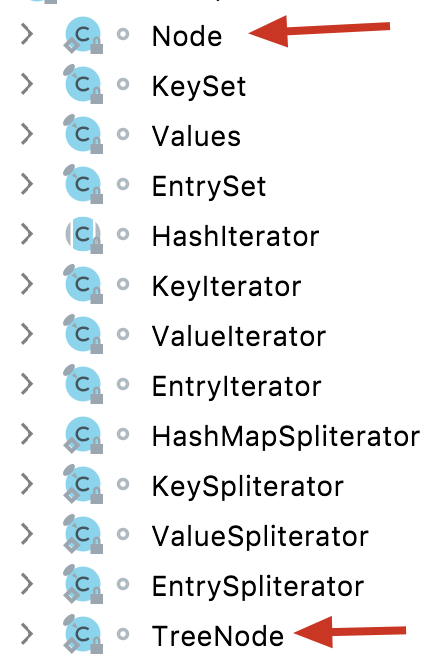 Node
KeySet
Values
EntrySet
HashIterator
KeyIterator
ValueIterator
EntryIterator
HashMapSpliterator
KeySpliterator
ValueSpliterator
EntrySpliterator
TreeNode